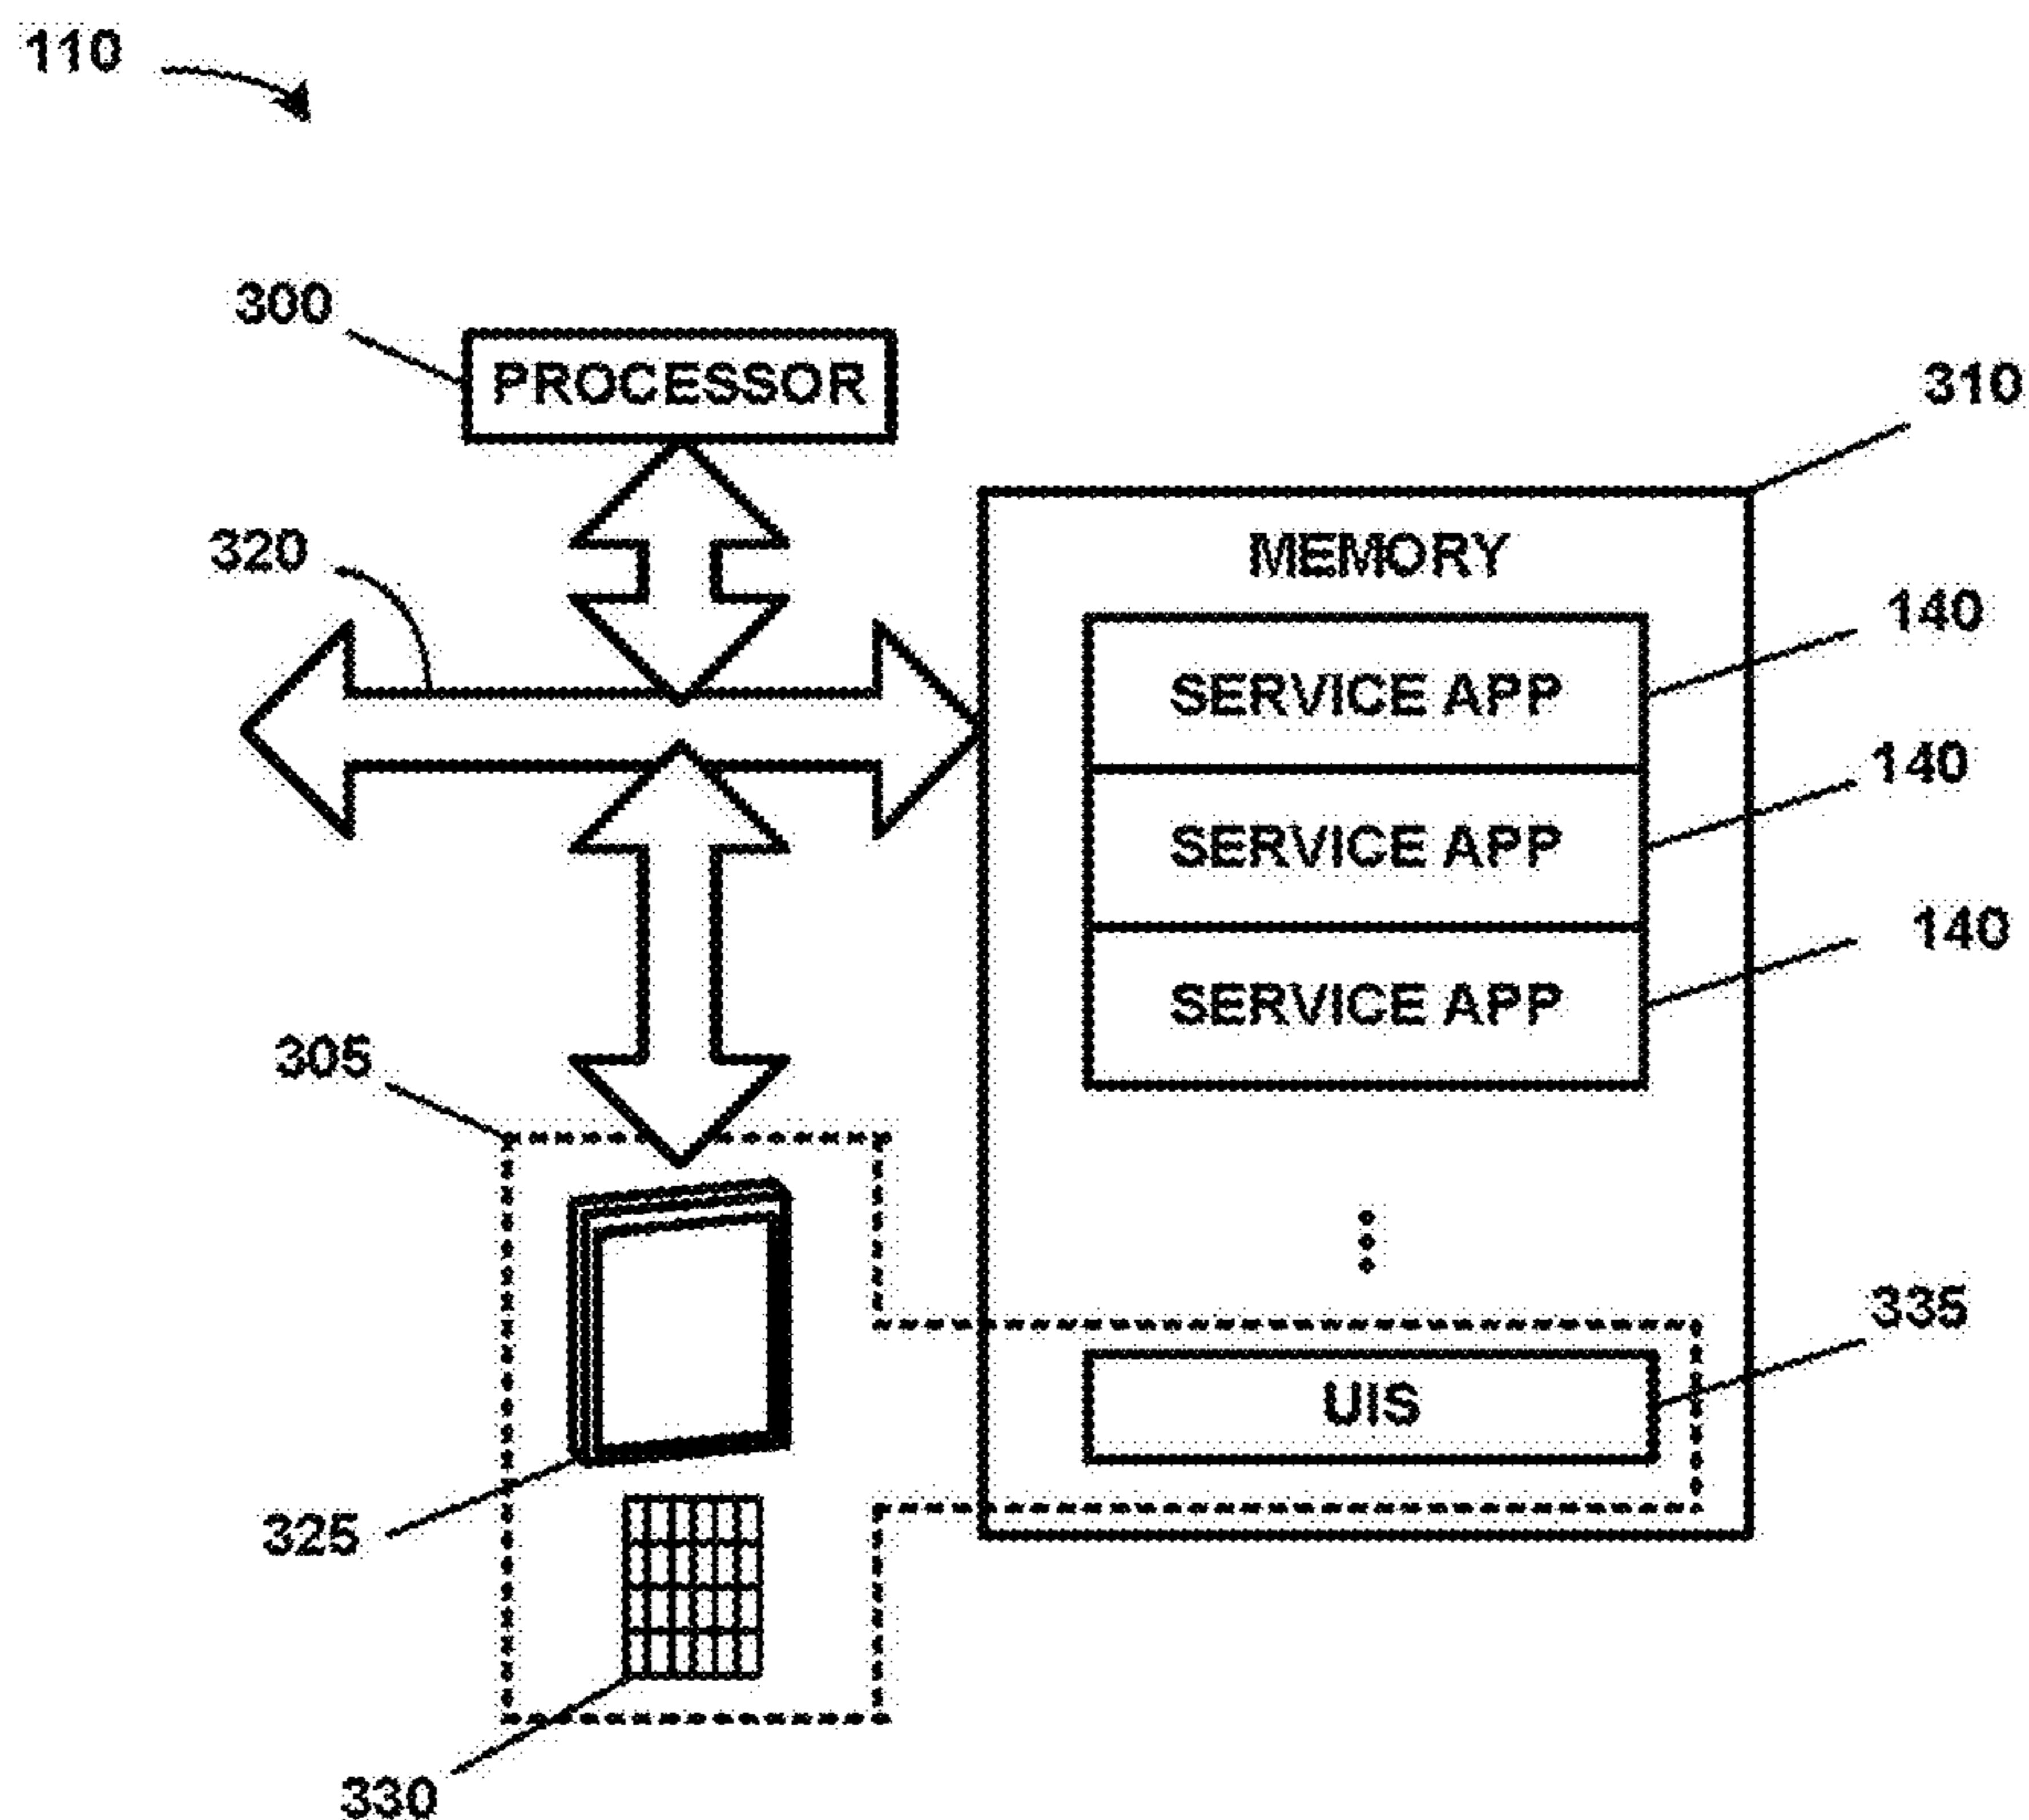 110
300
PROCESSOR
310
320
MEMORY
140
SERVICE APP
140
SERVICE APP
140
SERVICE APP
305
335
UIS
325
330